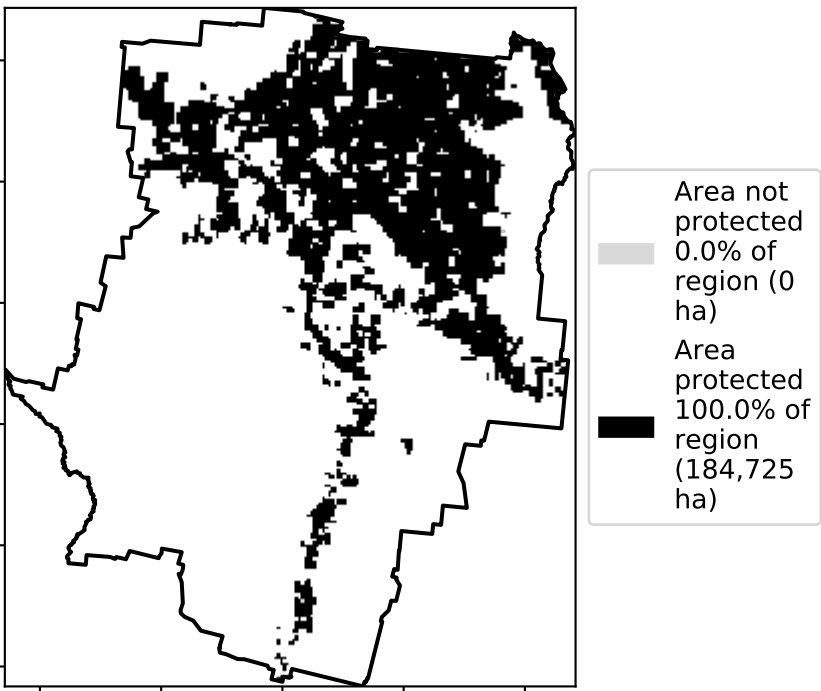 Area not
protected
0.0% of
region (0
ha)
Area
protected
100.0% of
region
(184,725
ha)